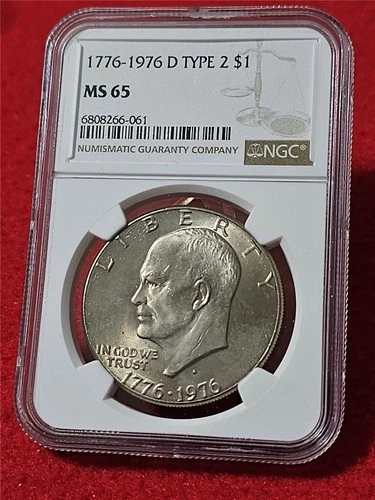 1776-1976 D TYPE 2 $1
MS 65
6808266-061
NUMISMATIC GUARANTY COMPANY
NGC®
LIBERTY
IN GOD WE
TRUST
1776-1976